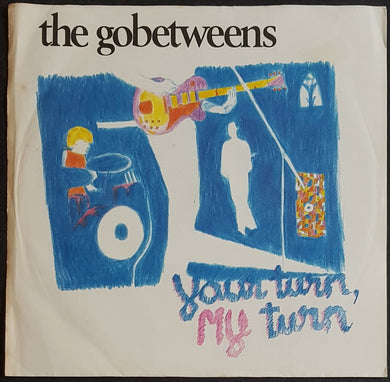 the gobetweens
your turn,
My turn